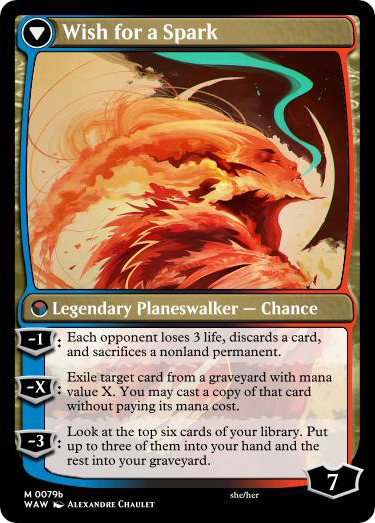 Wish for a Spark
Legendary Planeswalker — Chance
-1: Each opponent loses 3 life, discards a card,
and sacrifices a nonland permanent.
-X: Exile target card from a graveyard with mana
value X. You may cast a copy of that card
without paying its mana cost.
-3: Look at the top six cards of your library. Put
up to three of them into your hand and the
rest into your graveyard.
7
M 0079b
WAW ALEXANDRE CHAULET
she/her